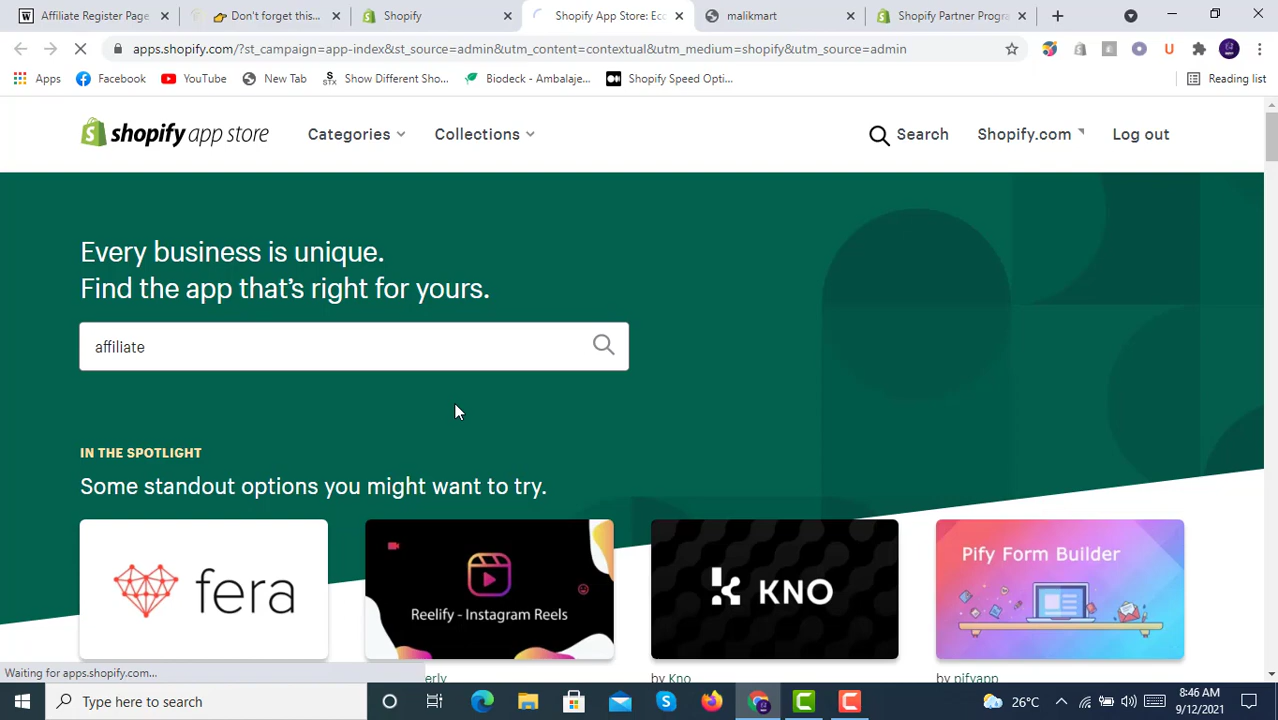 Affiliate Register Page
Don't forget this...
Shopify
Shopify App Store: Eco
malikmart
Shopify Partner Progra
apps.shopify.com/?st_campaign=app-index&st_source=admin&utm_content=contextual&utm_medium=shopify&utm_source=admin
Apps
Facebook
YouTube
New Tab
STX
Show Different Sho...
Biodeck - Ambalaje...
Shopify Speed Opti...
Reading list
shopify app store
Categories
Collections
Search
Shopify.com
Log out
Every business is unique.
Find the app that's right for yours.
affiliate
IN THE SPOTLIGHT
Some standout options you might want to try.
fera
Reelify - Instagram Reels
KNO
Pify Form Builder
erly
by Kno
by pifyapp
Waiting for apps.shopify.com...
Type here to search
26°C
8:46 AM
9/12/2021